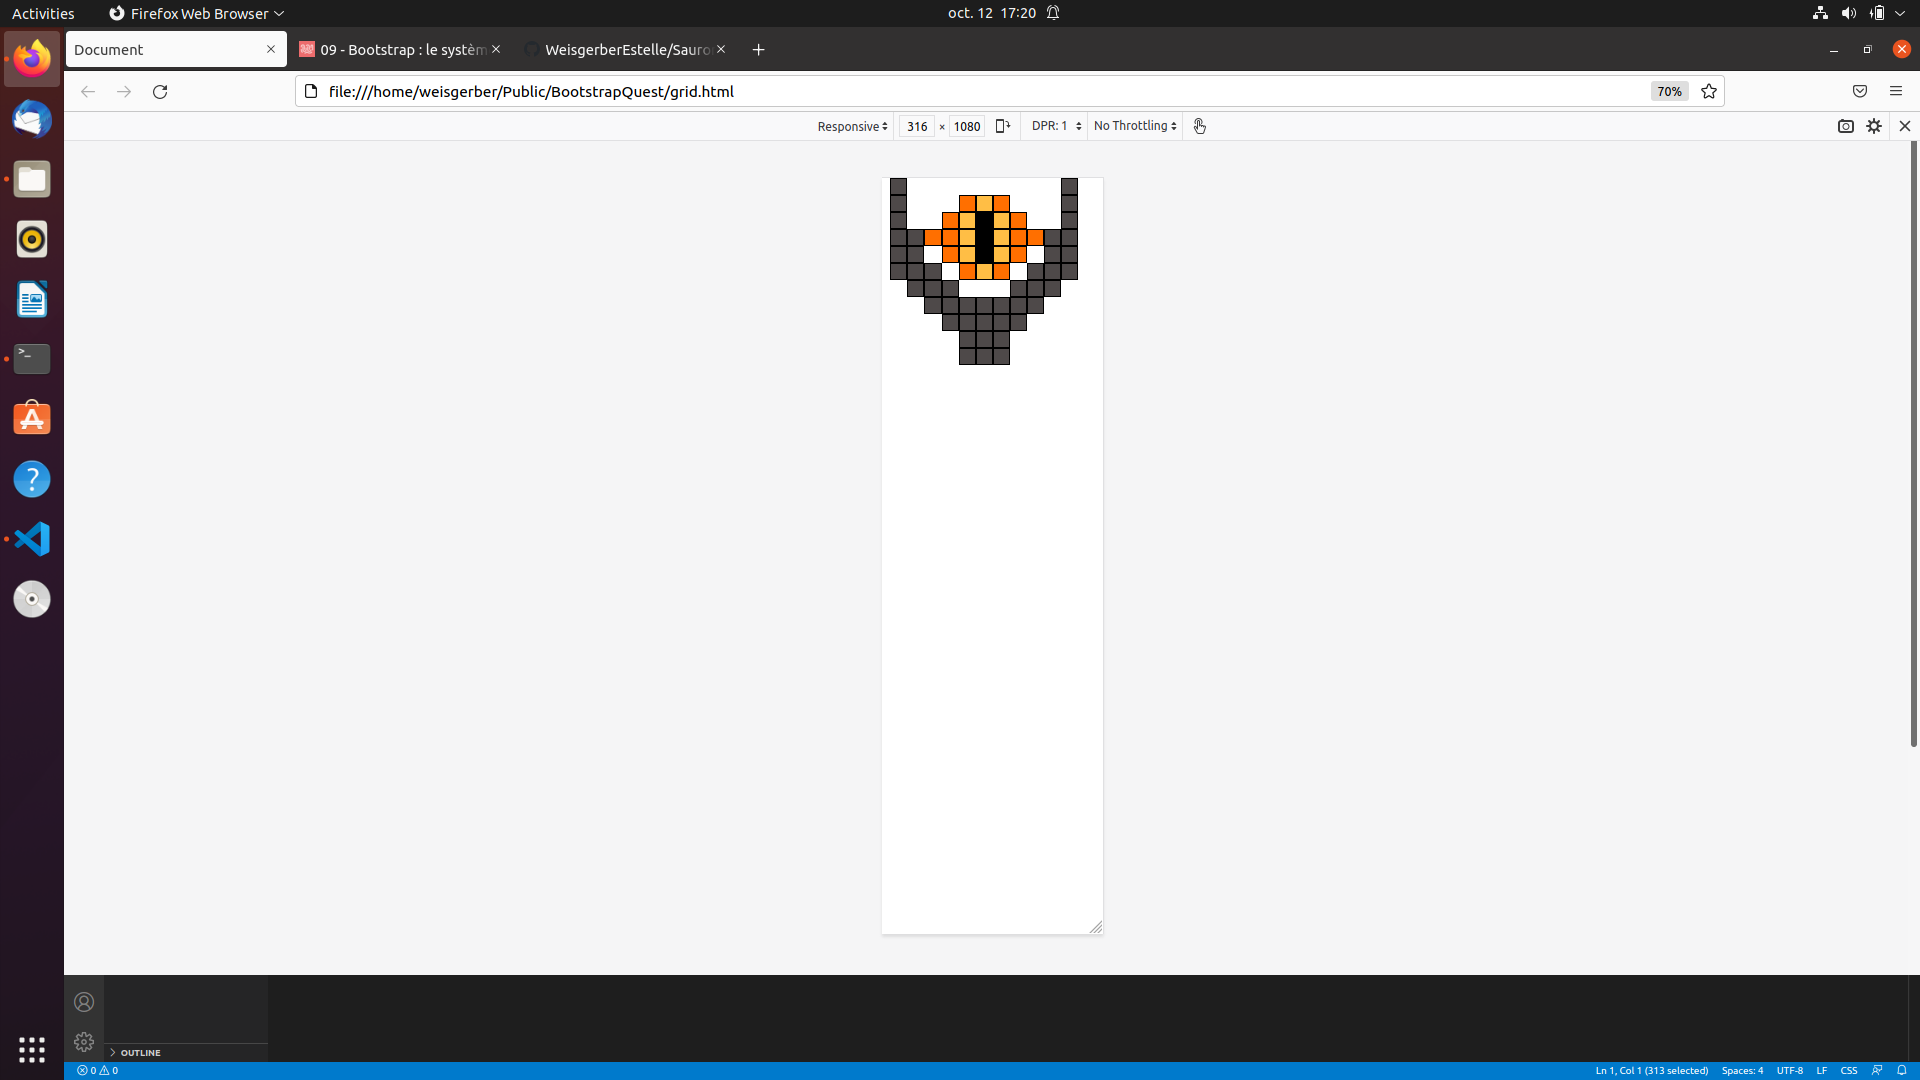 Activities
Firefox Web Browser
oct. 12 17:20
Document
09 - Bootstrap : le systèm
WeisgerberEstelle/Sauro
file:///home/weisgerber/Public/BootstrapQuest/grid.html
70%
Responsive
316 × 1080
DPR: 1
No Throttling
OUTLINE
0 0
Ln 1, Col 1 (313 selected)
Spaces: 4
UTF-8
LF
CSS